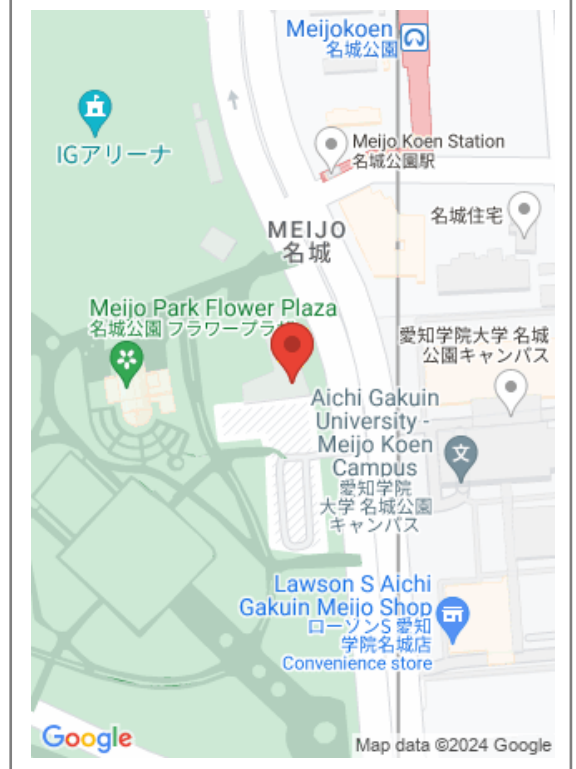 Meijokoen
名城公園
IGアリーナ
Meijo Koen Station
名城公園駅
名城住宅
MEIJO
名城
Meijo Park Flower Plaza
名城公園 フラワープラザ
愛知学院大学 名城
公園キャンパス
Aichi Gakuin
University -
Meijo Koen
Campus
愛知学院
大学 名城公園
キャンパス
文
Lawson S Aichi
Gakuin Meijo Shop
ローソンS 愛知
学院名城店
Convenience store
Google
Map data ©2024 Google